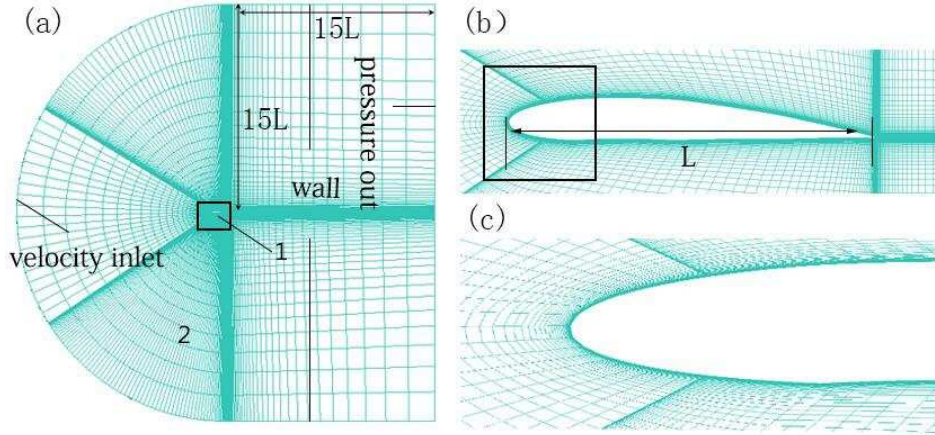 (a)
15L
15L
pressure out
wall
velocity inlet
1
2
(b)
L
(c)